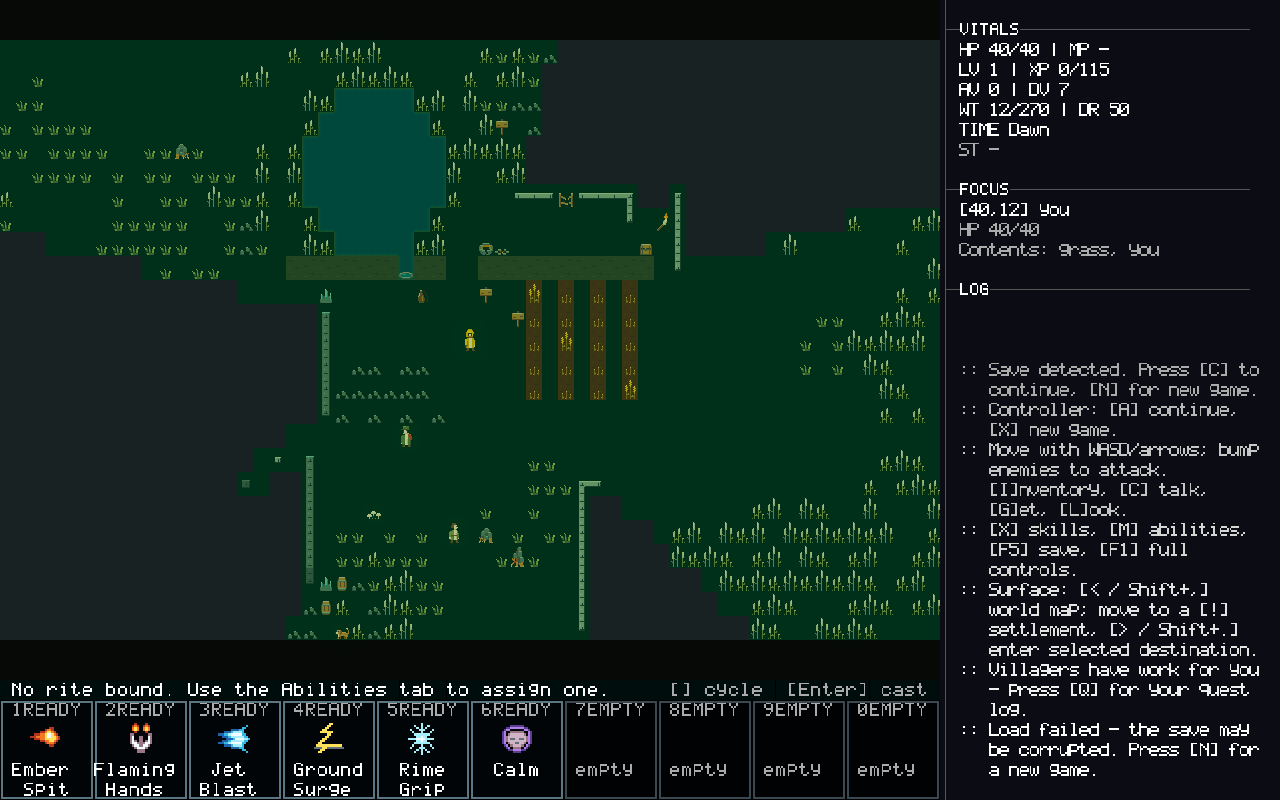 VITALS
HP 40/40 | MP -
LV 1 | XP 0/115
AV 0 | DV 7
WT 12/270 | DR 50
TIME Dawn
ST -
FOCUS
[40,12] You
HP 40/40
Contents: grass, you
LOG
:: Save detected. Press [C] to
continue, [N] for new game.
:: Controller: [A] continue,
[X] new game.
:: Move with WASD/arrows; bump
enemies to attack.
[I]nventory, [C] talk,
[G]et, [L]ook.
:: [X] skills, [M] abilities,
[F5] save, [F1] full
controls.
:: Surface: [< / Shift+,]
world map; move to a [!]
settlement, [> / Shift+.]
enter selected destination.
:: Villagers have work for you
- Press [Q] for your quest
log.
:: Load failed - the save may
be corrupted. Press [N] for
a new game.
No rite bound. Use the Abilities tab to assign one. [] cycle [Enter] cast
1READY 2READY 3READY 4READY 5READY 6READY 7EMPTY 8EMPTY 9EMPTY 0EMPTY
Ember Flaming Jet Ground Rime Calm empty empty empty empty
Spit Hands Blast Surge Grip